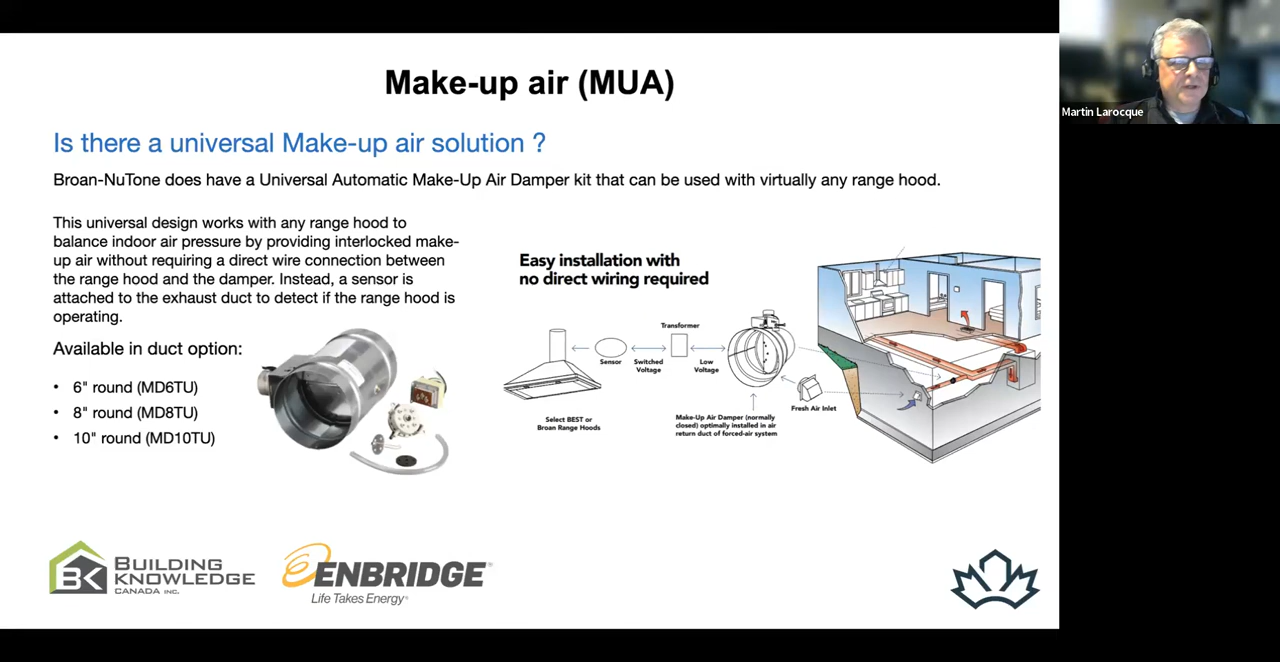 Make-up air (MUA)
Martin Larocque
Is there a universal Make-up air solution ?
Broan-NuTone does have a Universal Automatic Make-Up Air Damper kit that can be used with virtually any range hood.
This universal design works with any range hood to
balance indoor air pressure by providing interlocked make-
up air without requiring a direct wire connection between
the range hood and the damper. Instead, a sensor is
attached to the exhaust duct to detect if the range hood is
operating.
Available in duct option:
• 6" round (MD6TU)
• 8" round (MD8TU)
• 10" round (MD10TU)
Easy installation with
no direct wiring required
Transformer
Sensor
Switched
Voltage
Low
Voltage
Select BEST or
Broan Range Hoods
Make-Up Air Damper (normally
closed) optimally installed in air
return duct of forced-air system
Fresh Air Inlet
BK
BUILDING
KNOWLEDGE
CANADA INC.
ENBRIDGE®
Life Takes Energy®